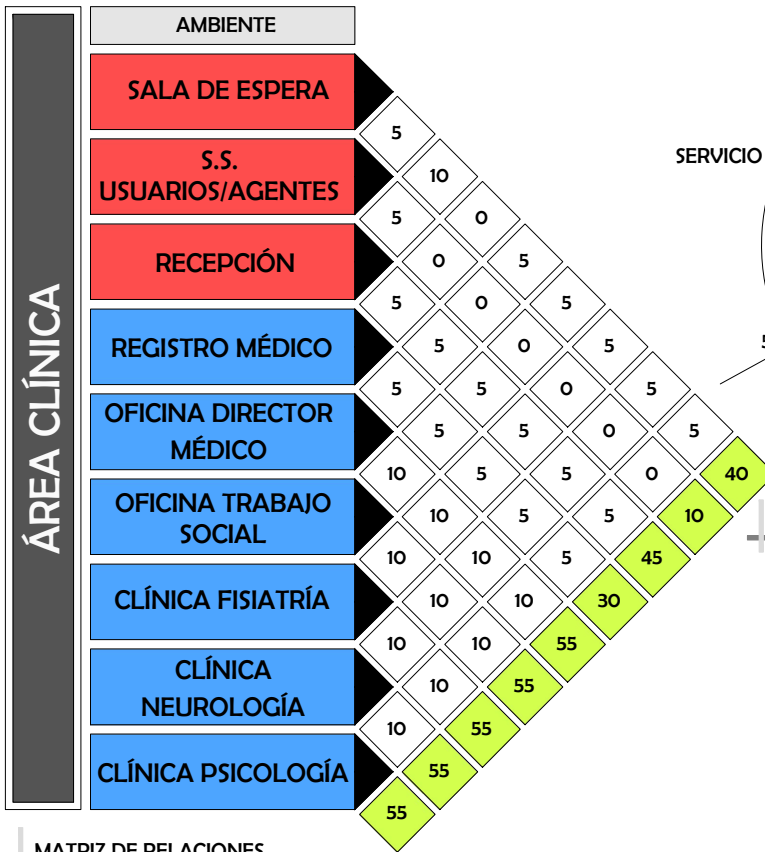 ÁREA CLÍNICA
AMBIENTE
SALA DE ESPERA
5
S.S.
USUARIOS/AGENTES
10
SERVICIO
5 0
RECEPCIÓN
0 5
5 0 5
REGISTRO MÉDICO
5 0 5
5 5 0 5
OFICINA DIRECTOR
MÉDICO
5 5 0 5
10 5 5 0 40
OFICINA TRABAJO
SOCIAL
10 5 5 10
10 10 5 45
CLÍNICA FISIATRÍA
10 10 30
10 10 55
CLÍNICA
NEUROLOGÍA
10 55
10 55
CLÍNICA PSICOLOGÍA
55
55
MATRIZ DE RELACIONES